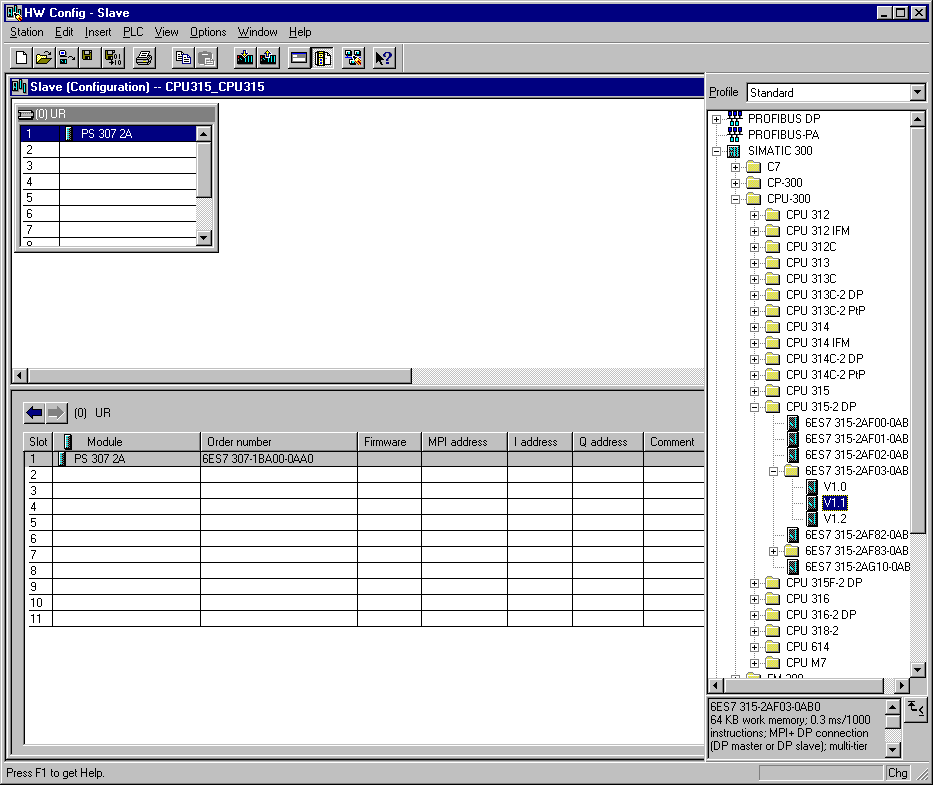 HW Config - Slave
Station Edit Insert PLC View Options Window Help
Slave (Configuration) -- CPU315_CPU315
(0) UR
1 PS 307 2A
2
3
4
5
6
7
8
(0) UR
Slot Module Order number Firmware MPI address I address Q address Comment
1 PS 307 2A 6ES7 307-1BA00-0AA0
2
3
4
5
6
7
8
9
10
11
Profile Standard
PROFIBUS DP
PROFIBUS-PA
SIMATIC 300
C7
CP-300
CPU-300
CPU 312
CPU 312 IFM
CPU 312C
CPU 313
CPU 313C
CPU 313C-2 DP
CPU 313C-2 PtP
CPU 314
CPU 314 IFM
CPU 314C-2 DP
CPU 314C-2 PtP
CPU 315
CPU 315-2 DP
6ES7 315-2AF00-0AB
6ES7 315-2AF01-0AB
6ES7 315-2AF02-0AB
6ES7 315-2AF03-0AB
V1.0
V1.1
V1.2
6ES7 315-2AF82-0AB
6ES7 315-2AF83-0AB
6ES7 315-2AG10-0AB
CPU 315F-2 DP
CPU 316
CPU 316-2 DP
CPU 318-2
CPU 614
CPU M7
FM-300
6ES7 315-2AF03-0AB0
64 KB work memory; 0.3 ms/1000
instructions; MPI+ DP connection
(DP master or DP slave); multi-tier
Press F1 to get Help.
Chg